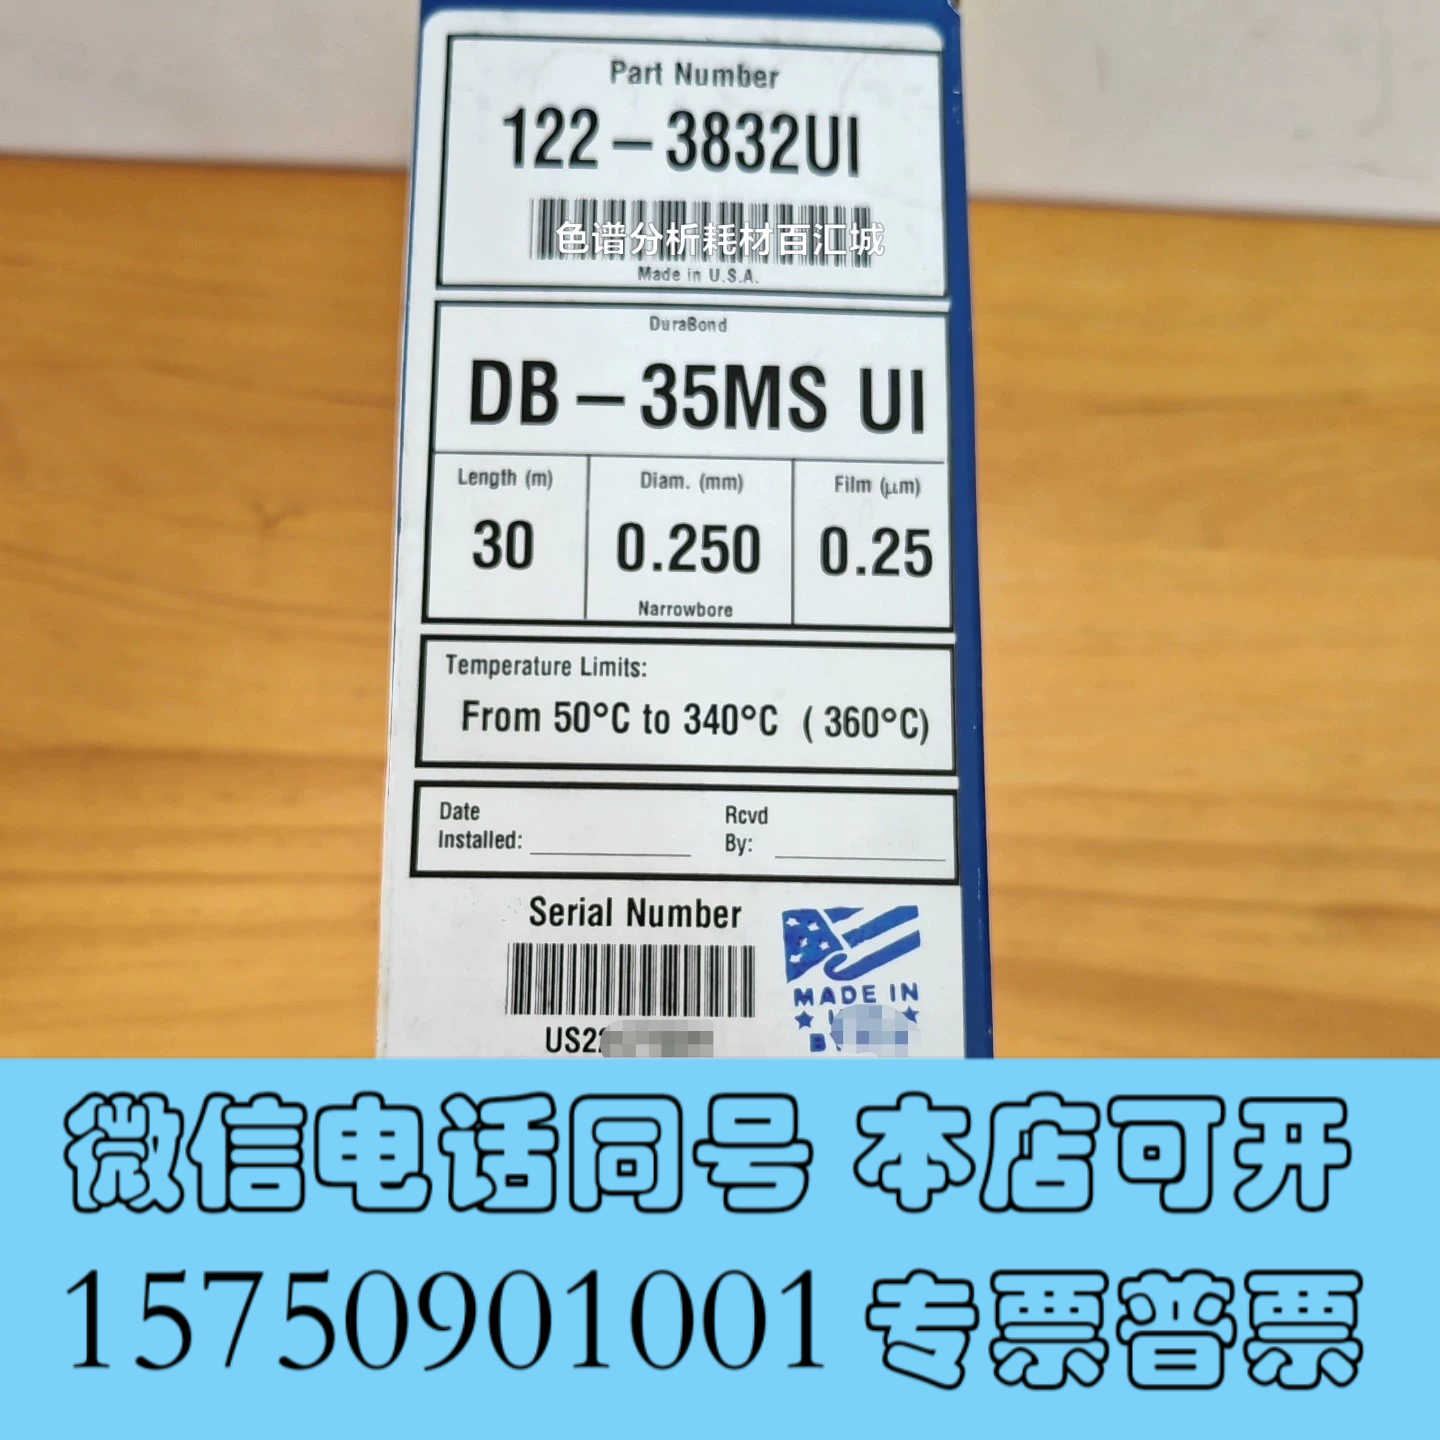 Part Number
122-3832UI
色谱分析耗材百汇城
Made in U.S.A.
DuraBond
DB-35MS UI
Length (m) Diam. (mm) Film (µm)
30 0.250 0.25
Narrowbore
Temperature Limits:
From 50°C to 340°C (360°C)
Date Rcvd
Installed: By:
Serial Number
MADE IN
US22
微信电话同号 本店可开
15750901001 专票普票